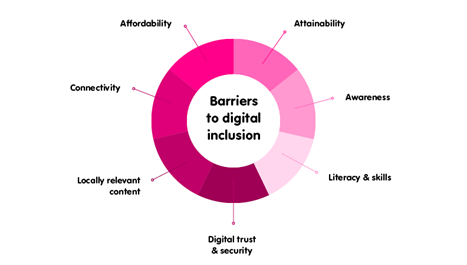 Affordability
Attainability
Connectivity
Awareness
Barriers
to digital
inclusion
Locally relevant
content
Literacy & skills
Digital trust
& security